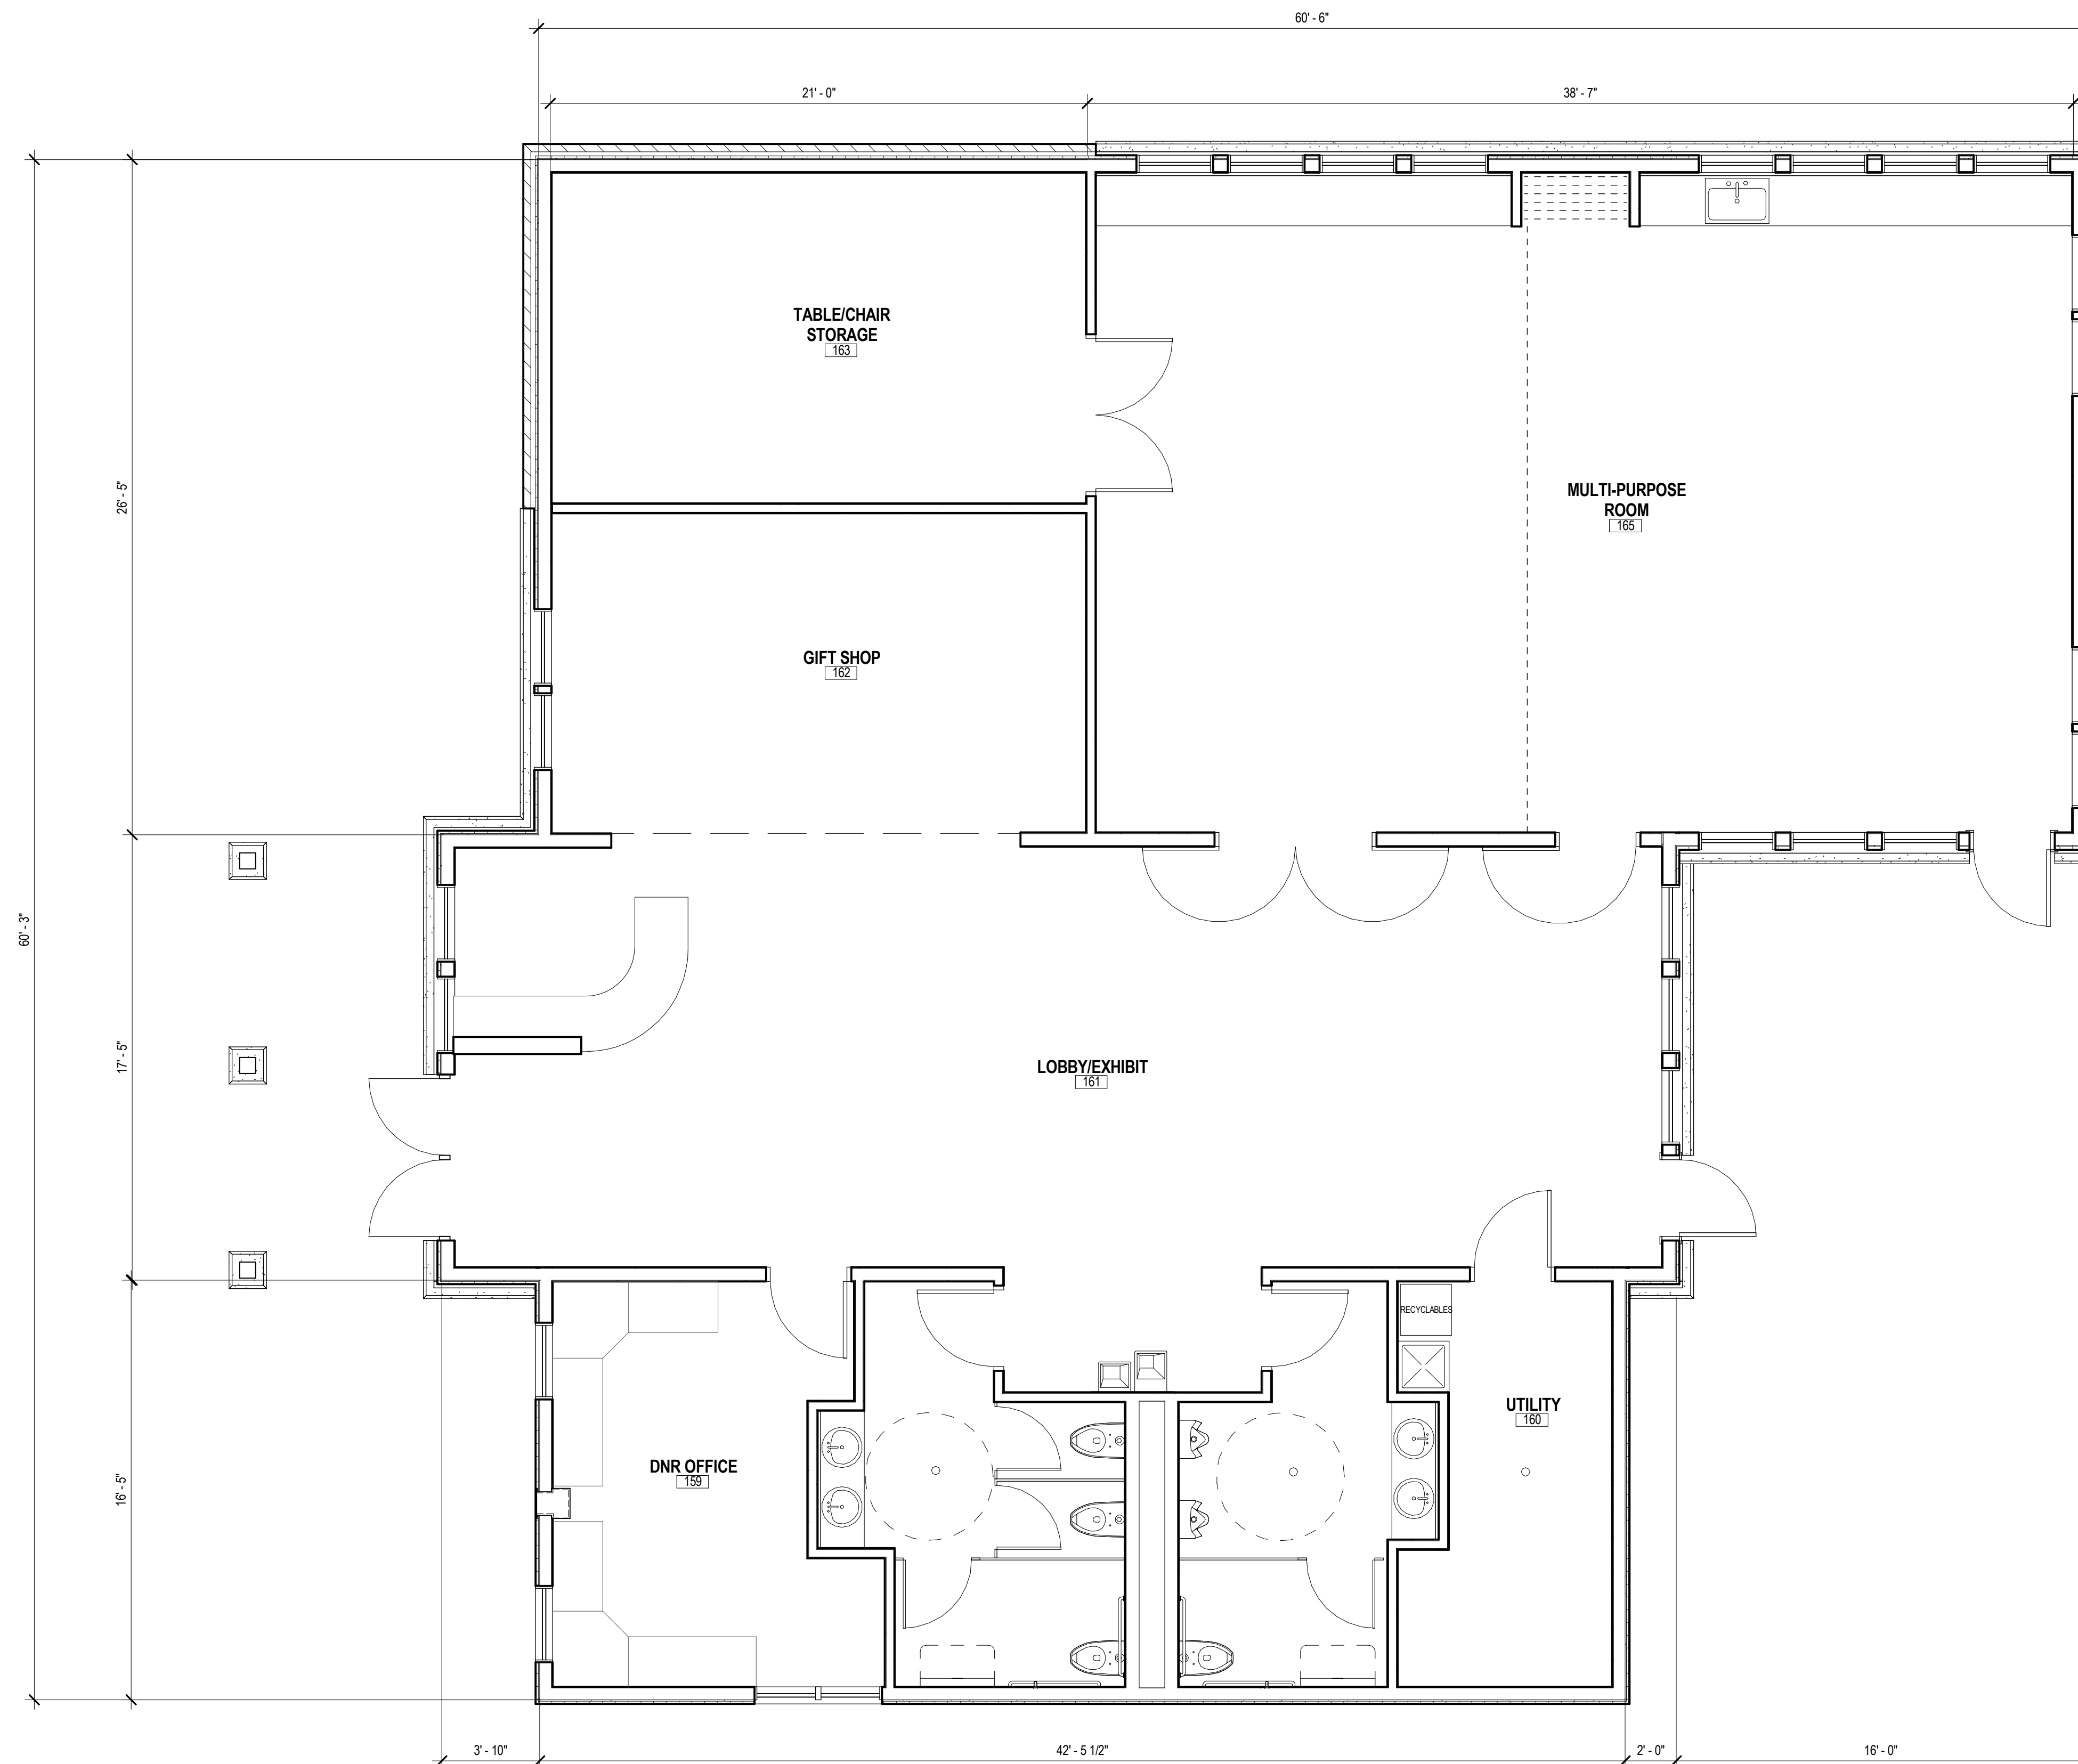 60' - 6"
21' - 0"
38' - 7"
TABLE/CHAIR
STORAGE
163
26' - 5"
MULTI-PURPOSE
ROOM
165
GIFT SHOP
162
60' - 3"
17' - 5"
LOBBY/EXHIBIT
161
RECYCLABLES
UTILITY
160
DNR OFFICE
159
16' - 5"
3' - 10"
42' - 5 1/2"
2' - 0"
16' - 0"